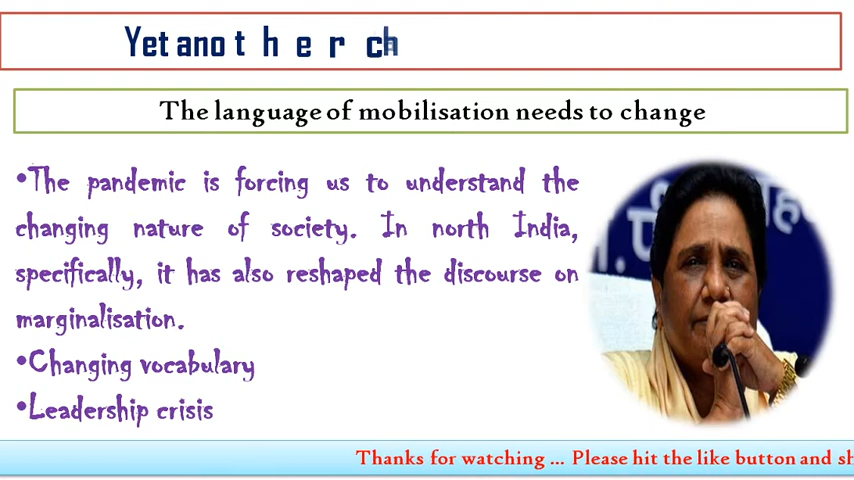 Yet another ch
The language of mobilisation needs to change
•The pandemic is forcing us to understand the
changing nature of society. In north India,
specifically, it has also reshaped the discourse on
marginalisation.
•Changing vocabulary
•Leadership crisis
Thanks for watching ... Please hit the like button and sh